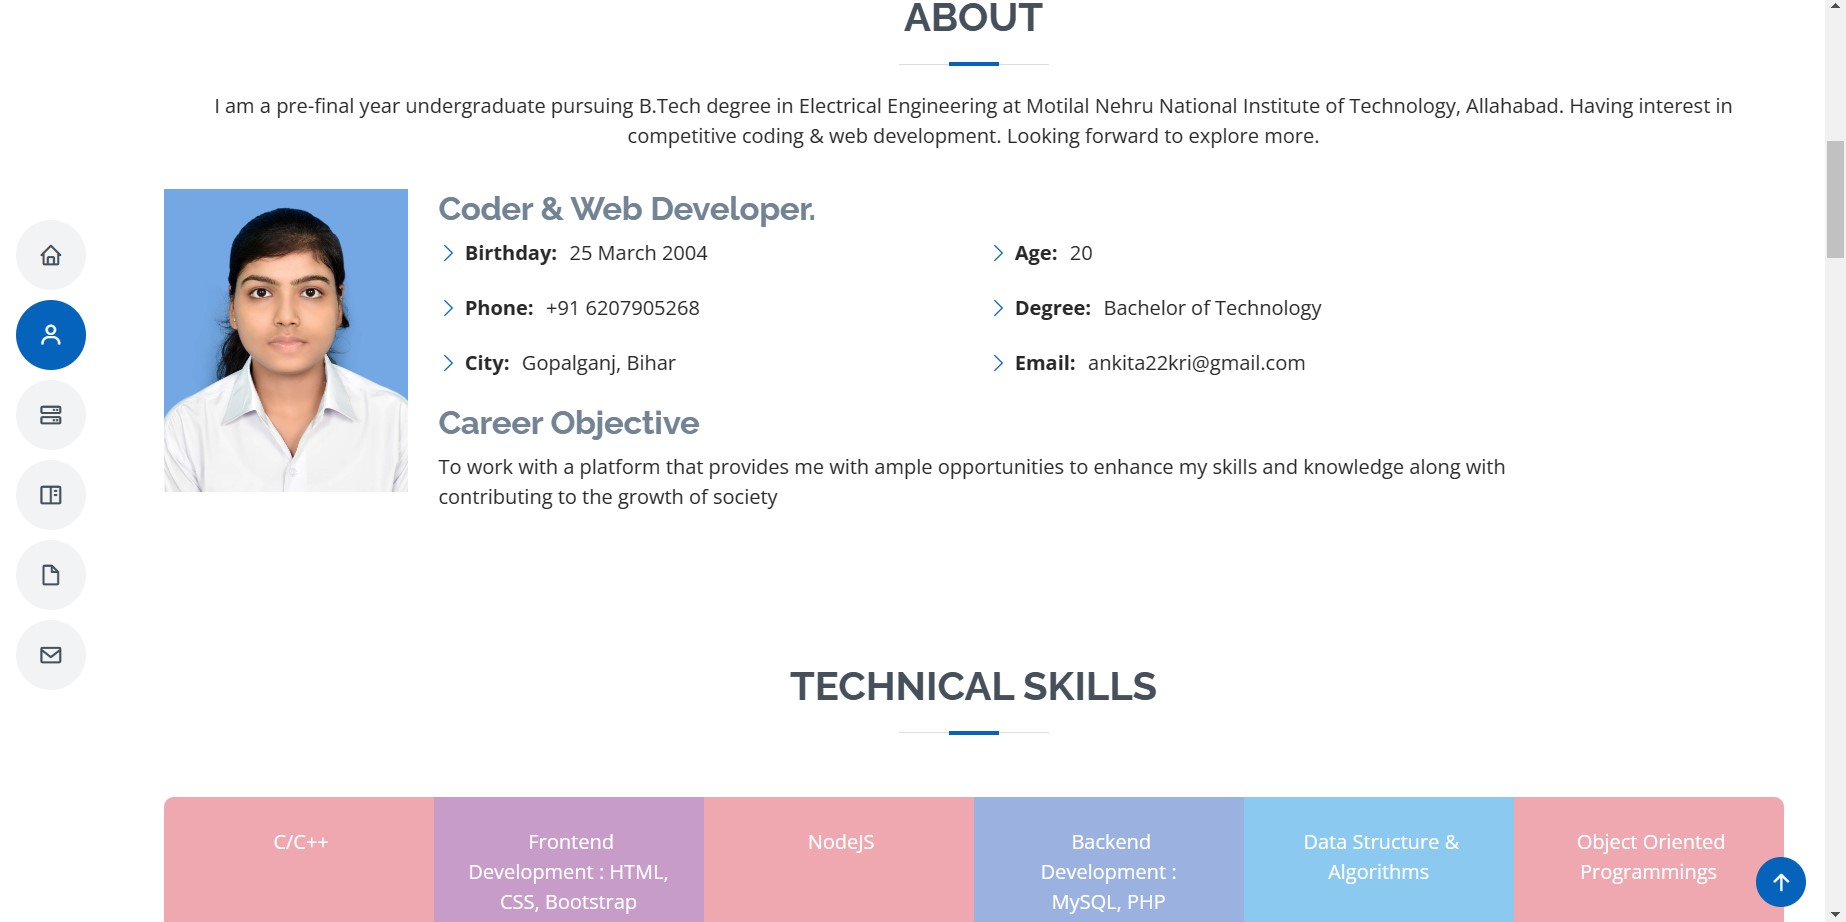 ABOUT
I am a pre-final year undergraduate pursuing B.Tech degree in Electrical Engineering at Motilal Nehru National Institute of Technology, Allahabad. Having interest in
competitive coding & web development. Looking forward to explore more.
Coder & Web Developer.
Birthday: 25 March 2004
Age: 20
Phone: +91 6207905268
Degree: Bachelor of Technology
City: Gopalganj, Bihar
Email: ankita22kri@gmail.com
Career Objective
To work with a platform that provides me with ample opportunities to enhance my skills and knowledge along with
contributing to the growth of society
TECHNICAL SKILLS
C/C++
Frontend
Development : HTML,
CSS, Bootstrap
NodeJS
Backend
Development :
MySQL, PHP
Data Structure &
Algorithms
Object Oriented
Programmings